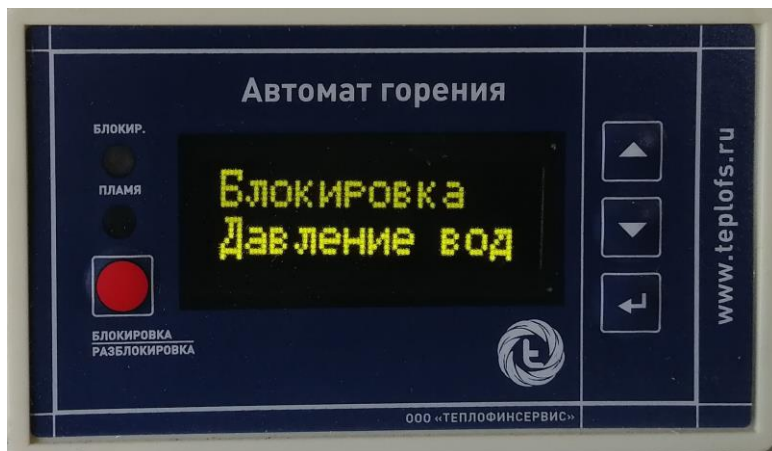 Автомат горения
БЛОКИР.
ПЛАМЯ
Блокировка
Давление вод
БЛОКИРОВКА
РАЗБЛОКИРОВКА
ООО «ТЕПЛОФИНСЕРВИС»
www.teplofs.ru